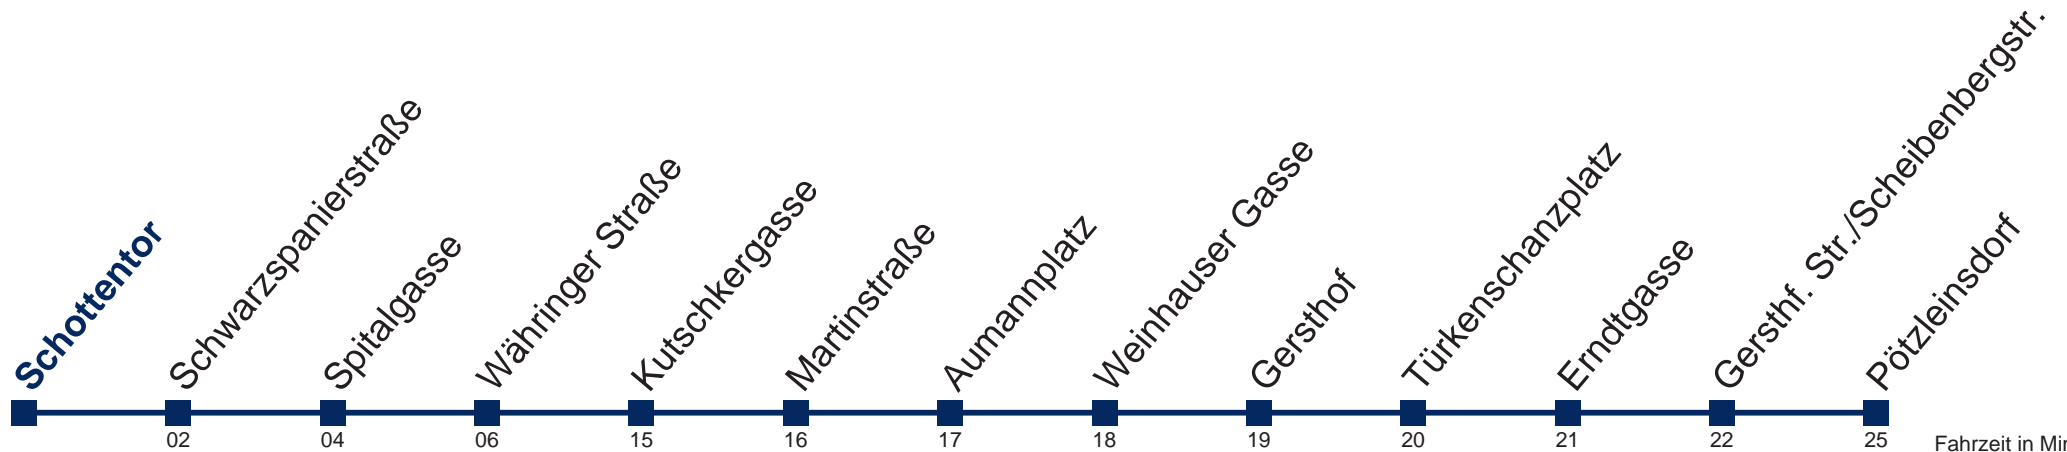 Schottentor
Schwarzspanierstraße
Spitalgasse
Währinger Straße
Kutschkergasse
Martinstraße
Aumannplatz
Weinhauser Gasse
Gersthof
Türkenschanzplatz
Erndtgasse
Gersthf. Str./Scheibenbergstr.
Pötzleinsdorf
02 04 06 15 16 17 18 19 20 21 22 25
Fahrzeit in Min